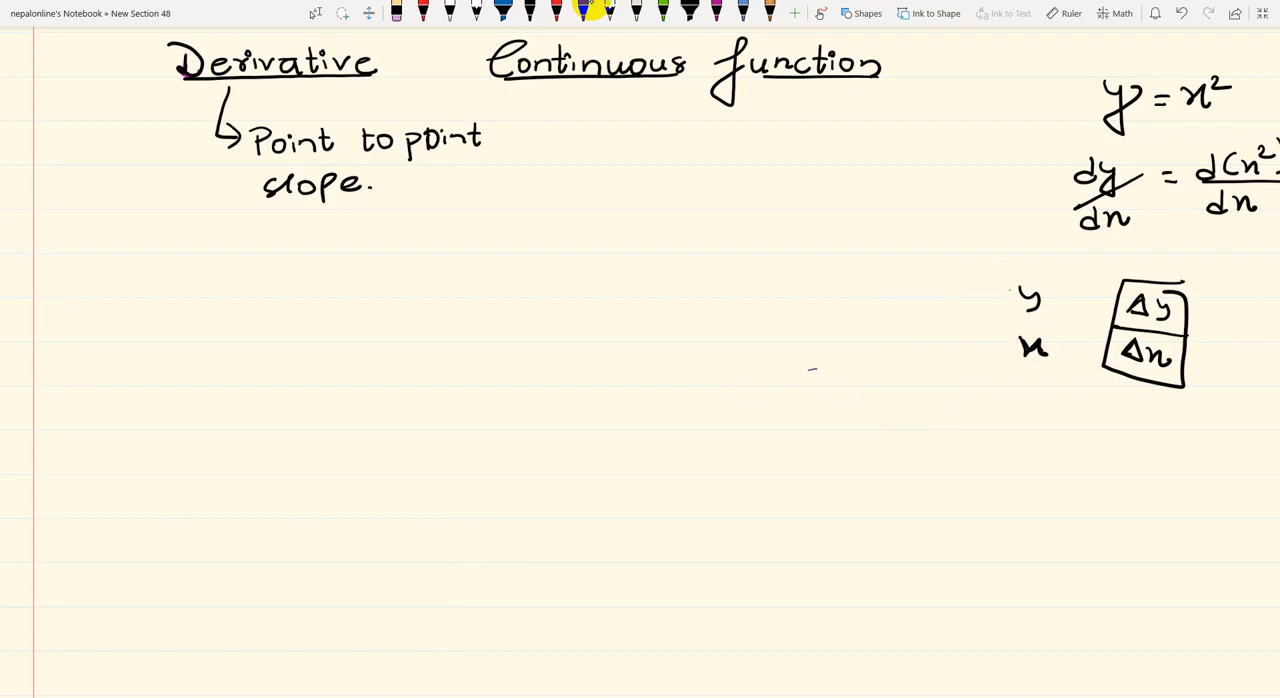 nepalonline's Notebook » New Section 48
Shapes Ink to Shape Ink to Text Ruler Math
Derivative Continuous function
Point to point
slope.
y = x²
dy/dx = d(x²)/dx
y Δy
x Δx